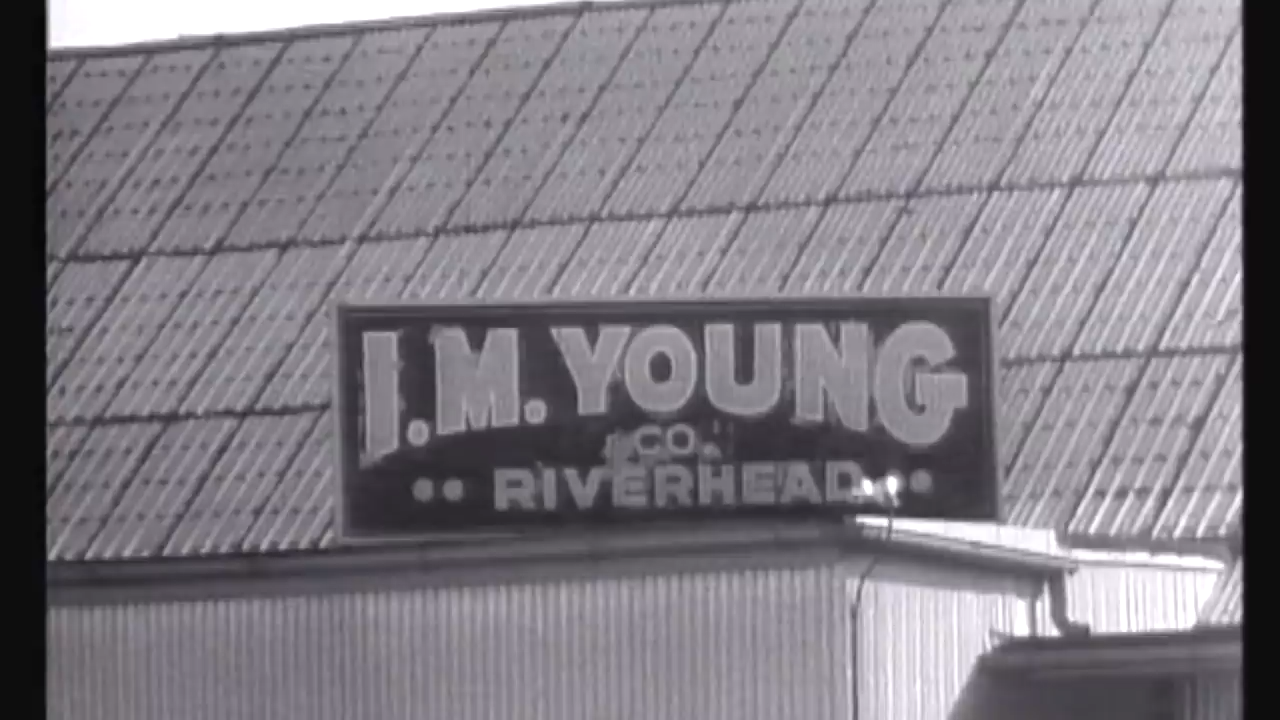 I.M. YOUNG
& CO.
•• RIVERHEAD ••